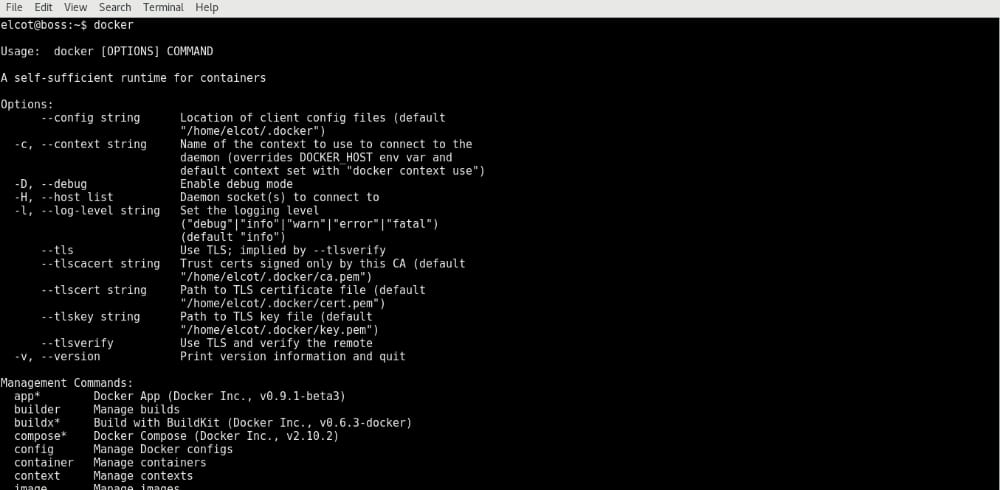 File Edit View Search Terminal Help
elcot@boss:~$ docker
Usage:  docker [OPTIONS] COMMAND
A self-sufficient runtime for containers
Options:
      --config string      Location of client config files (default
                           "/home/elcot/.docker")
  -c, --context string     Name of the context to use to connect to the
                           daemon (overrides DOCKER_HOST env var and
                           default context set with "docker context use")
  -D, --debug              Enable debug mode
  -H, --host list          Daemon socket(s) to connect to
  -l, --log-level string   Set the logging level
                           ("debug"|"info"|"warn"|"error"|"fatal")
                           (default "info")
      --tls                Use TLS; implied by --tlsverify
      --tlscacert string   Trust certs signed only by this CA (default
                           "/home/elcot/.docker/ca.pem")
      --tlscert string     Path to TLS certificate file (default
                           "/home/elcot/.docker/cert.pem")
      --tlskey string      Path to TLS key file (default
                           "/home/elcot/.docker/key.pem")
      --tlsverify          Use TLS and verify the remote
  -v, --version            Print version information and quit
Management Commands:
  app*        Docker App (Docker Inc., v0.9.1-beta3)
  builder     Manage builds
  buildx*     Build with BuildKit (Docker Inc., v0.6.3-docker)
  compose*    Docker Compose (Docker Inc., v2.10.2)
  config      Manage Docker configs
  container   Manage containers
  context     Manage contexts
  image       Manage images